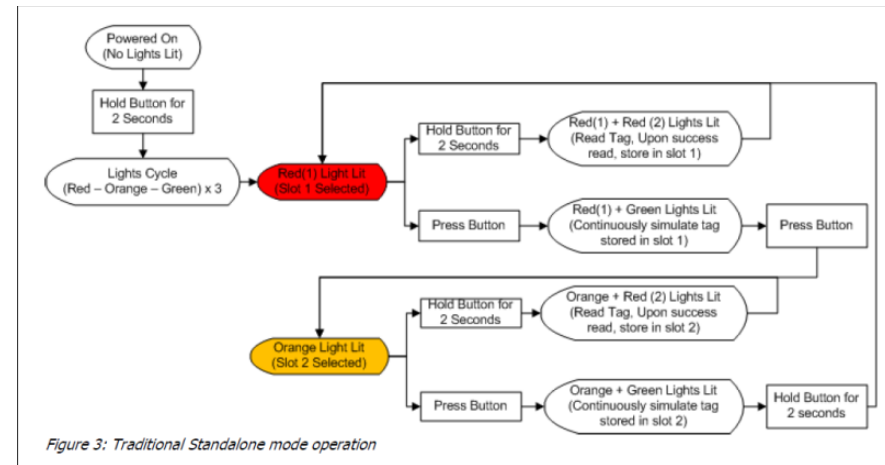 Powered On
(No Lights Lit)
Hold Button for
2 Seconds
Lights Cycle
(Red – Orange – Green) x 3
Red(1) Light Lit
(Slot 1 Selected)
Hold Button for
2 Seconds
Red(1) + Red (2) Lights Lit
(Read Tag, Upon success
read, store in slot 1)
Press Button
Red(1) + Green Lights Lit
(Continuously simulate tag
stored in slot 1)
Press Button
Orange Light Lit
(Slot 2 Selected)
Hold Button for
2 Seconds
Orange + Red (2) Lights Lit
(Read Tag, Upon success
read, store in slot 2)
Press Button
Orange + Green Lights Lit
(Continuously simulate tag
stored in slot 2)
Hold Button for
2 seconds
Figure 3: Traditional Standalone mode operation